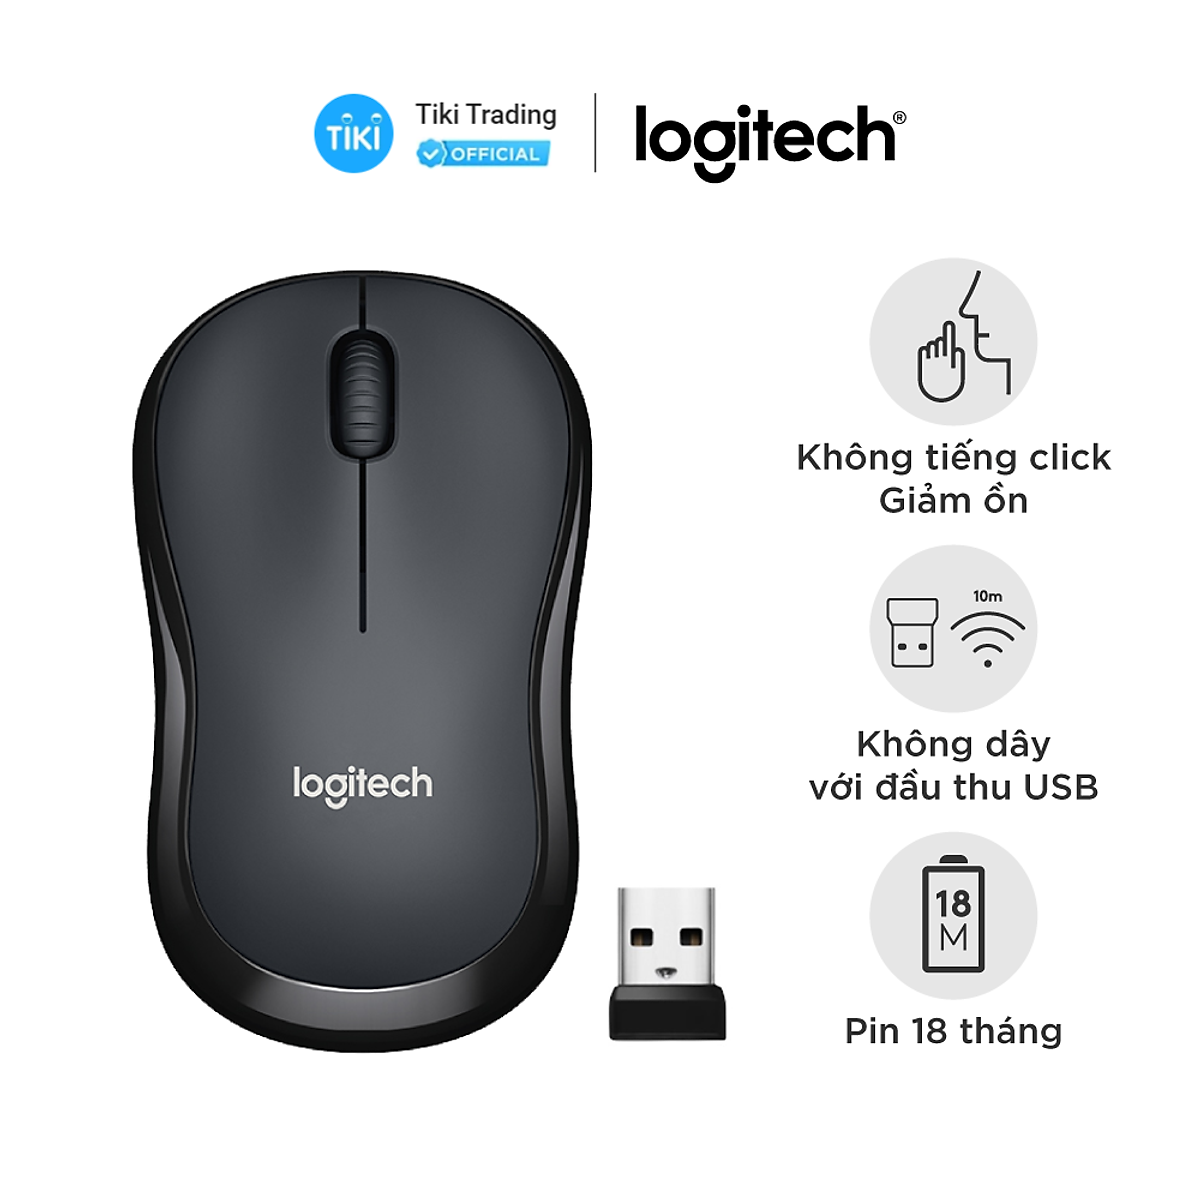 TIKI
Tiki Trading
OFFICIAL
logitech®
Không tiếng click
Giảm ồn
10m
Không dây
với đầu thu USB
logitech
18
M
Pin 18 tháng